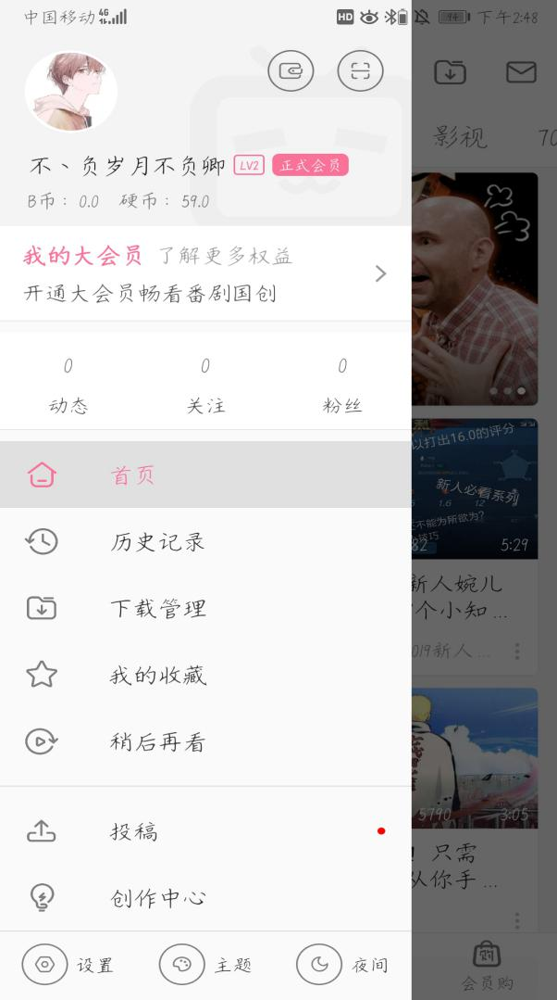 中国移动 4G
HD
94
下午2:48
不、负岁月不负卿 LV2 正式会员
B币：0.0 硬币：59.0
我的大会员 了解更多权益
开通大会员畅看番剧国创
0 0 0
动态 关注 粉丝
首页
历史记录
下载管理
我的收藏
稍后再看
投稿
创作中心
设置 主题 夜间
影视
70
以打出16.0的评分
新人必看系列
1.6 12
不能为所欲为?
技巧
82 5:29
新人婉儿
个小知...
019新人...
5790 3:05
！只需
从你手...
购
会员购